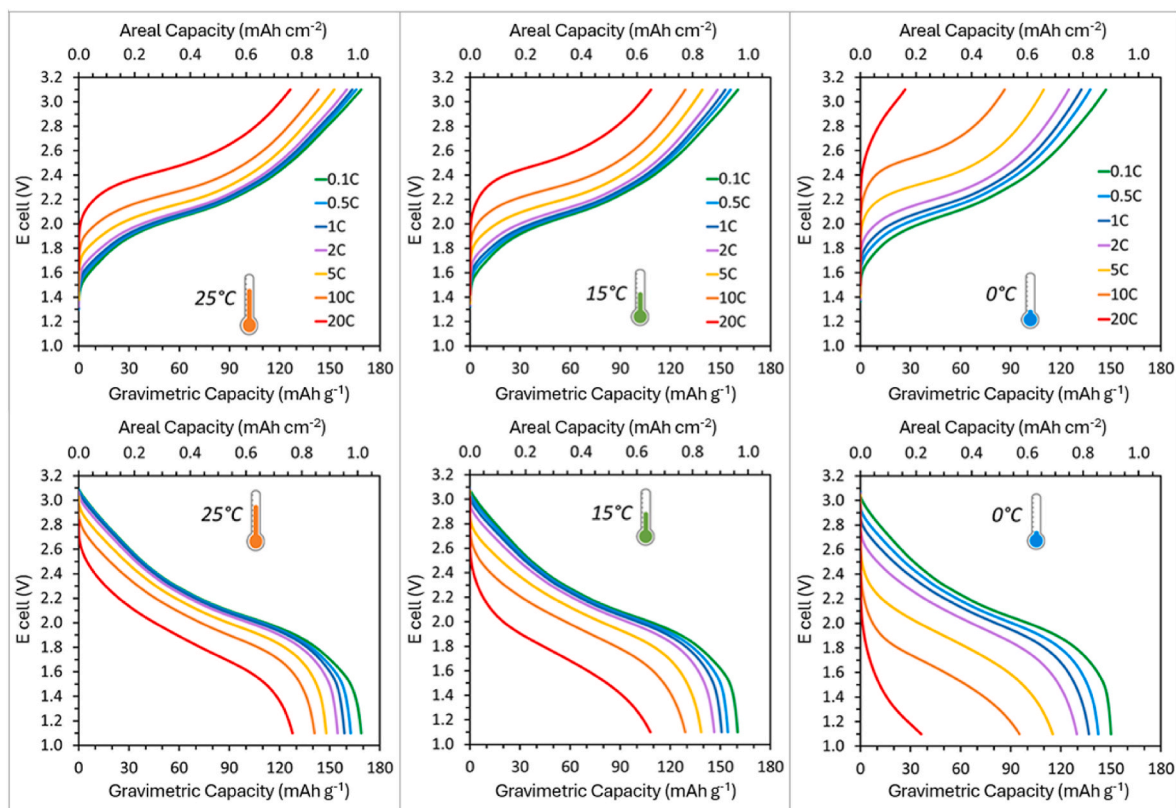 Areal Capacity (mAh cm-2)
0.0 0.2 0.4 0.6 0.8 1.0
3.2
3.0
2.8
2.6
2.4
2.2
2.0
1.8
1.6
1.4
1.2
1.0
E cell (V)
0.1C
0.5C
1C
2C
5C
10C
20C
25°C
0 30 60 90 120 150 180
Gravimetric Capacity (mAh g-1)
Areal Capacity (mAh cm-2)
0.0 0.2 0.4 0.6 0.8 1.0
3.2
3.0
2.8
2.6
2.4
2.2
2.0
1.8
1.6
1.4
1.2
1.0
E cell (V)
0.1C
0.5C
1C
2C
5C
10C
20C
15°C
0 30 60 90 120 150 180
Gravimetric Capacity (mAh g-1)
Areal Capacity (mAh cm-2)
0.0 0.2 0.4 0.6 0.8 1.0
3.2
3.0
2.8
2.6
2.4
2.2
2.0
1.8
1.6
1.4
1.2
1.0
E cell (V)
0.1C
0.5C
1C
2C
5C
10C
20C
0°C
0 30 60 90 120 150 180
Gravimetric Capacity (mAh g-1)
Areal Capacity (mAh cm-2)
0.0 0.2 0.4 0.6 0.8 1.0
3.2
3.0
2.8
2.6
2.4
2.2
2.0
1.8
1.6
1.4
1.2
1.0
E cell (V)
25°C
0 30 60 90 120 150 180
Gravimetric Capacity (mAh g-1)
Areal Capacity (mAh cm-2)
0.0 0.2 0.4 0.6 0.8 1.0
3.2
3.0
2.8
2.6
2.4
2.2
2.0
1.8
1.6
1.4
1.2
1.0
E cell (V)
15°C
0 30 60 90 120 150 180
Gravimetric Capacity (mAh g-1)
Areal Capacity (mAh cm-2)
0.0 0.2 0.4 0.6 0.8 1.0
3.2
3.0
2.8
2.6
2.4
2.2
2.0
1.8
1.6
1.4
1.2
1.0
E cell (V)
0°C
0 30 60 90 120 150 180
Gravimetric Capacity (mAh g-1)